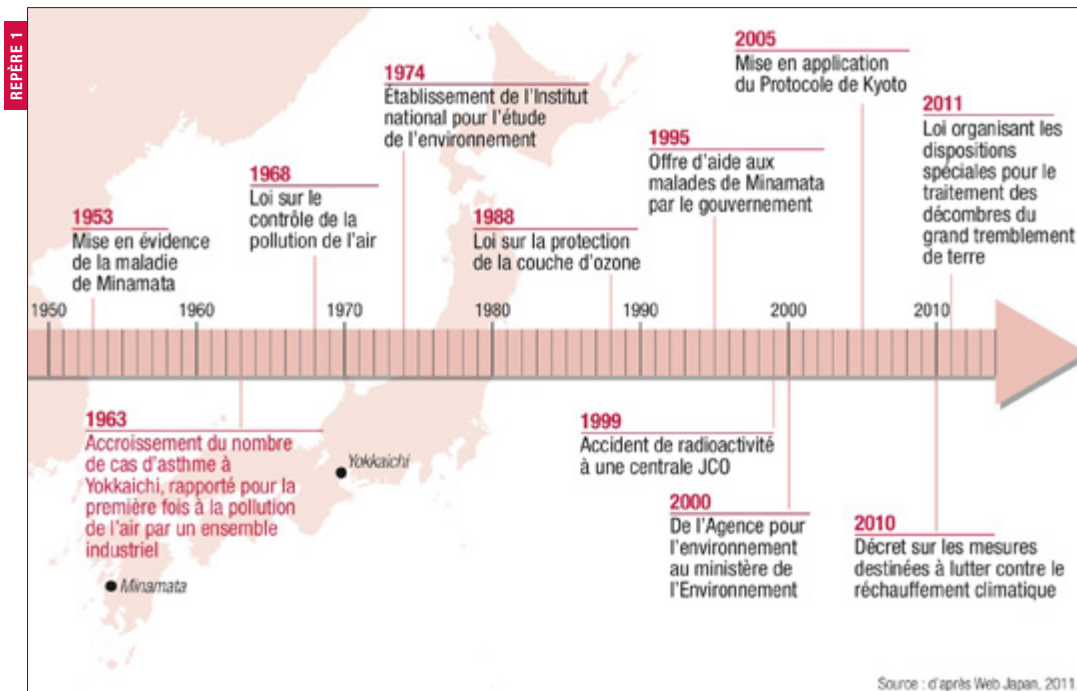 REPÈRE 1
1953
Mise en évidence
de la maladie
de Minamata
1968
Loi sur le
contrôle de la
pollution de l'air
1974
Établissement de l'Institut
national pour l'étude
de l'environnement
1988
Loi sur la protection
de la couche d'ozone
1995
Offre d'aide aux
malades de Minamata
par le gouvernement
2005
Mise en application
du Protocole de Kyoto
2011
Loi organisant les
dispositions
spéciales pour le
traitement des
décombres du
grand tremblement
de terre
1950 1960 1970 1980 1990 2000 2010
1963
Accroissement du nombre
de cas d'asthme à
Yokkaichi, rapporté pour la
première fois à la pollution
de l'air par un ensemble
industriel
Yokkaichi
Minamata
1999
Accident de radioactivité
à une centrale JCO
2000
De l'Agence pour
l'environnement
au ministère de
l'Environnement
2010
Décret sur les mesures
destinées à lutter contre le
réchauffement climatique
Source : d'après Web Japan, 2011.